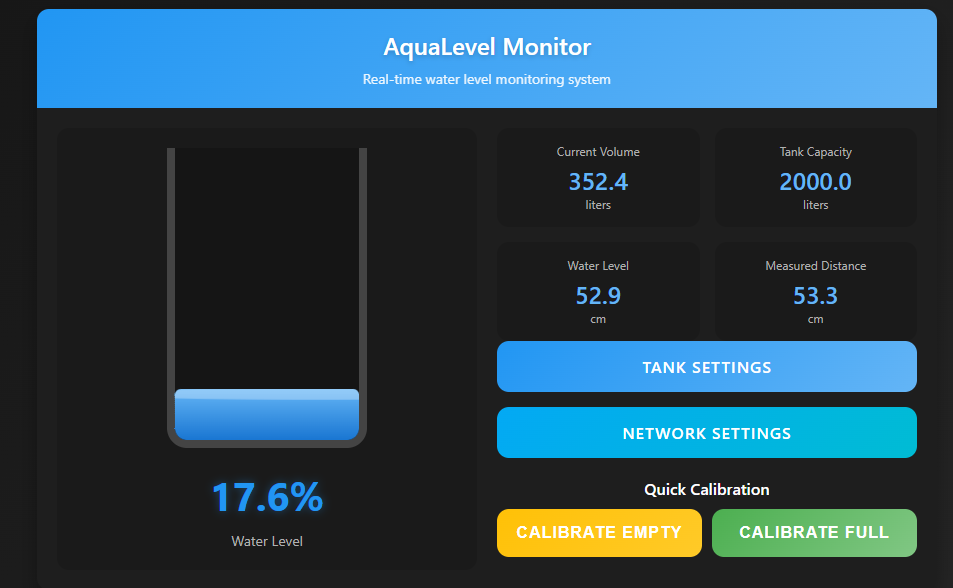 AquaLevel Monitor
Real-time water level monitoring system
17.6%
Water Level
Current Volume
352.4
liters
Tank Capacity
2000.0
liters
Water Level
52.9
cm
Measured Distance
53.3
cm
TANK SETTINGS
NETWORK SETTINGS
Quick Calibration
CALIBRATE EMPTY
CALIBRATE FULL